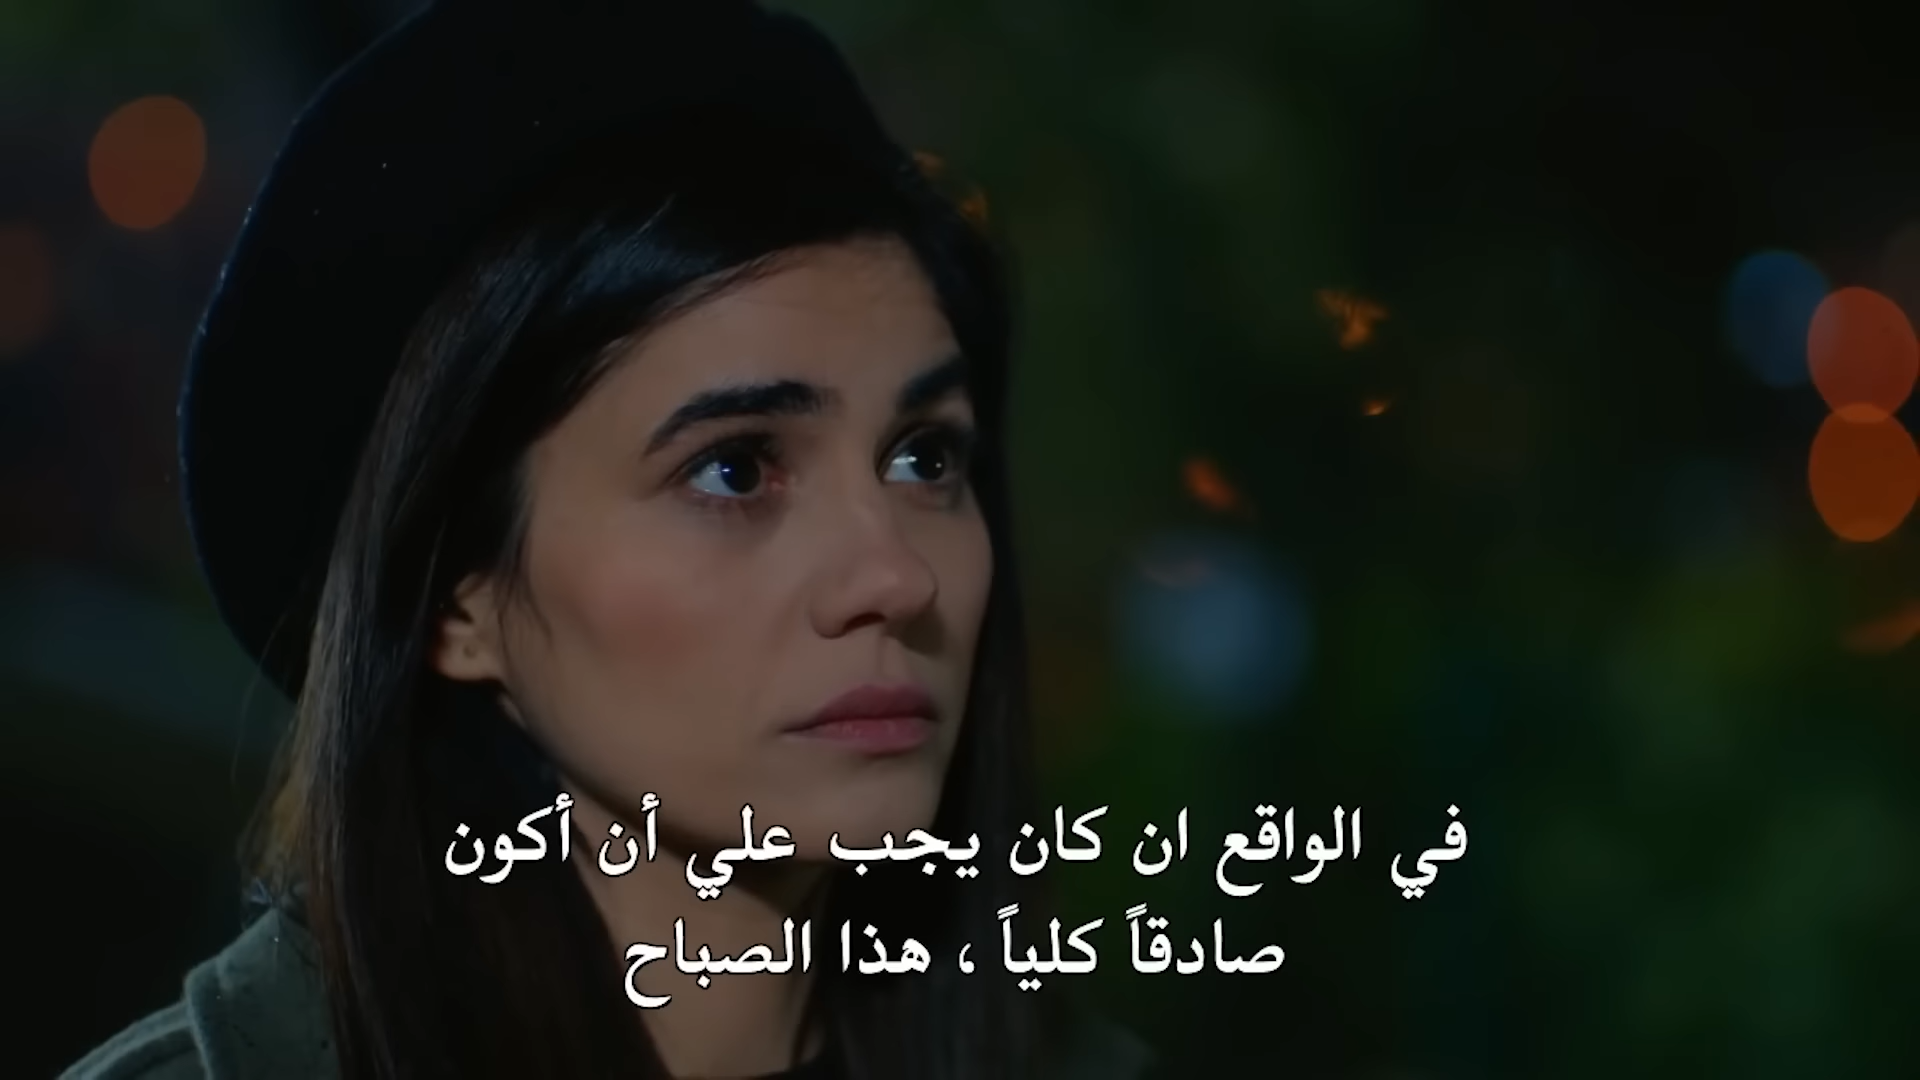 في الواقع ان كان يجب علي أن أكون
صادقاً كلياً ، هذا الصباح